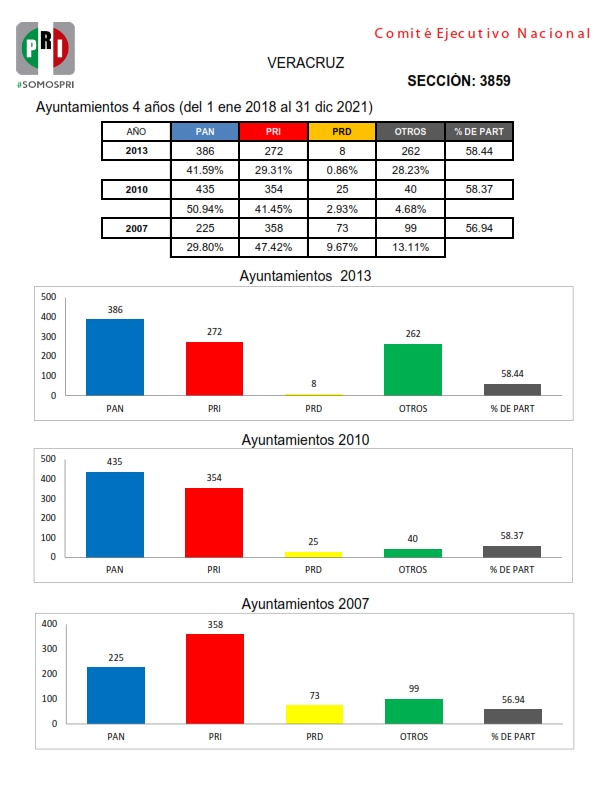 Comité Ejecutivo Nacional
PRI
#SOMOSPRI
VERACRUZ
SECCIÓN: 3859
Ayuntamientos 4 años (del 1 ene 2018 al 31 dic 2021)
AÑO PAN PRI PRD OTROS % DE PART
2013 386 272 8 262 58.44
41.59% 29.31% 0.86% 28.23%
2010 435 354 25 40 58.37
50.94% 41.45% 2.93% 4.68%
2007 225 358 73 99 56.94
29.80% 47.42% 9.67% 13.11%
Ayuntamientos 2013
500
400
300
200
100
0
386 272 8 262 58.44
PAN PRI PRD OTROS % DE PART
Ayuntamientos 2010
500
400
300
200
100
0
435 354 25 40 58.37
PAN PRI PRD OTROS % DE PART
Ayuntamientos 2007
400
300
200
100
0
225 358 73 99 56.94
PAN PRI PRD OTROS % DE PART